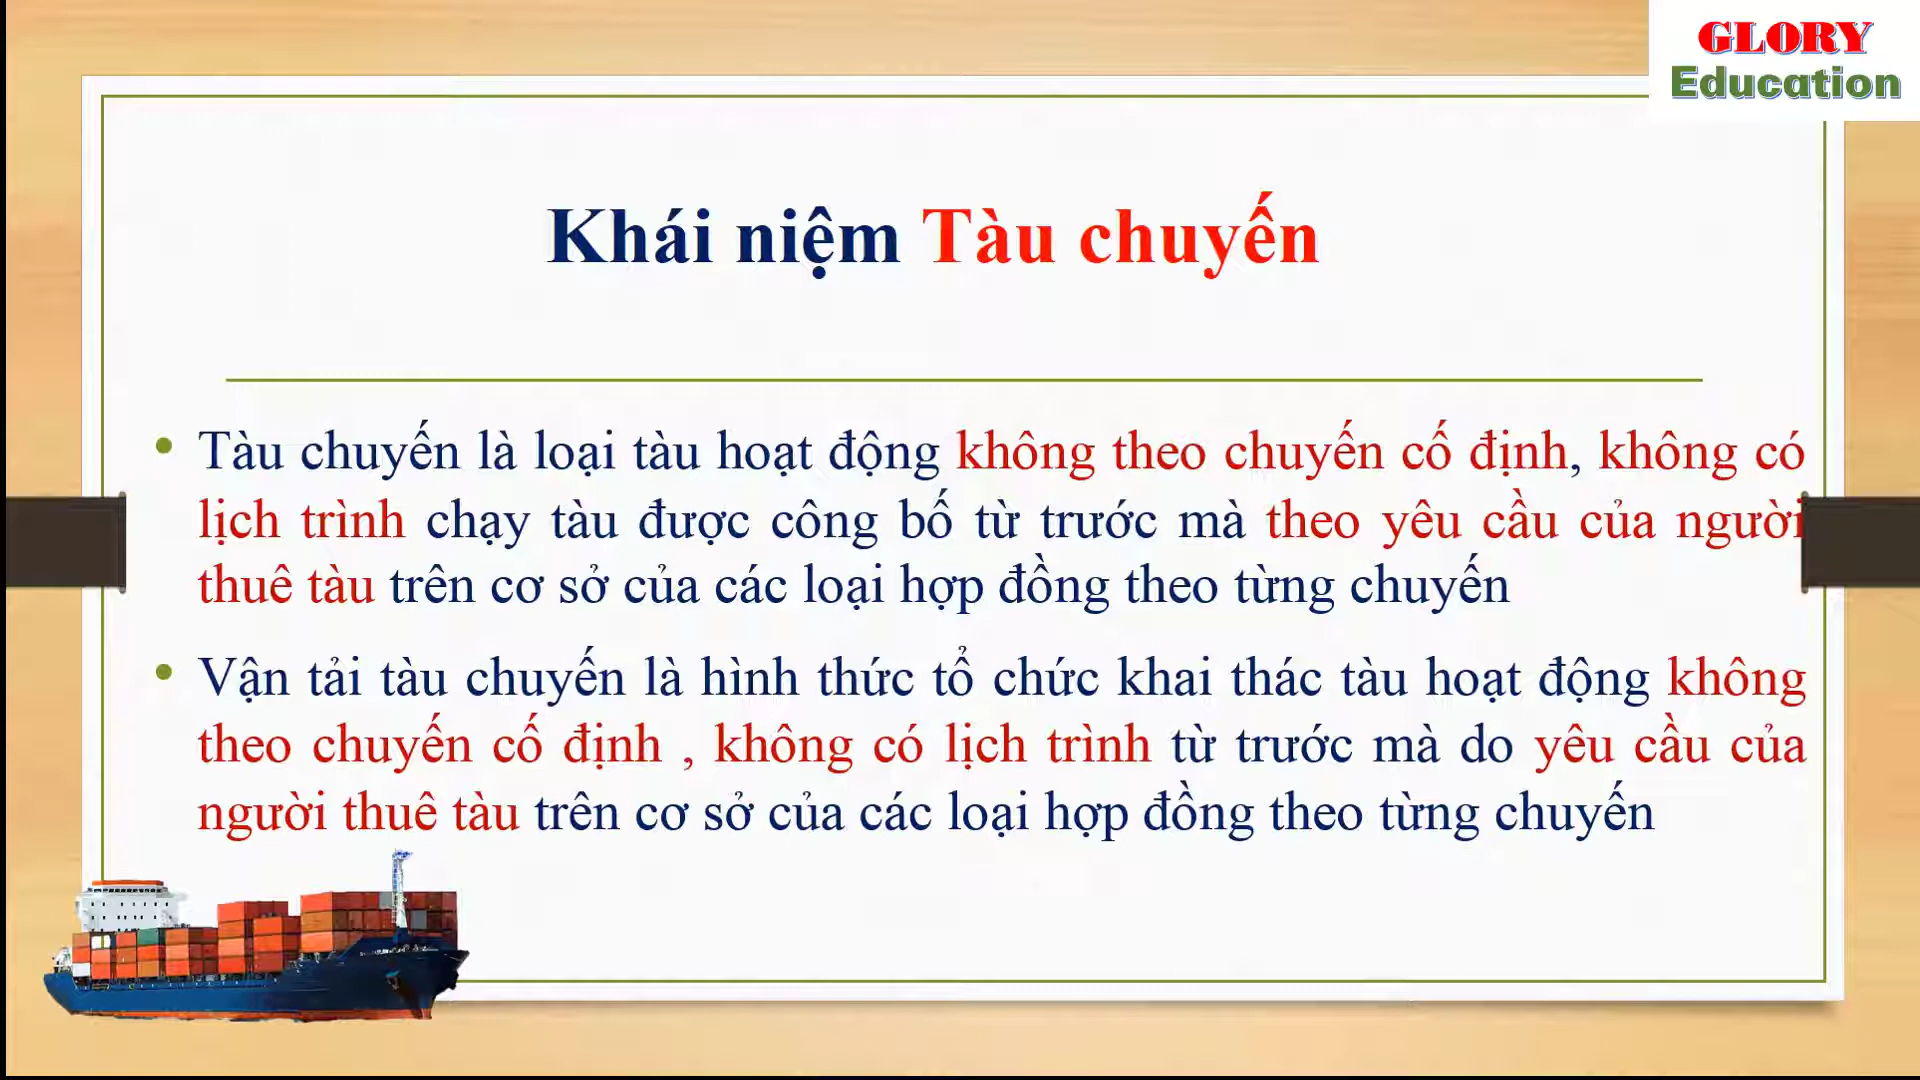 GLORY
Education
Khái niệm Tàu chuyến
• Tàu chuyến là loại tàu hoạt động không theo chuyến cố định, không có
lịch trình chạy tàu được công bố từ trước mà theo yêu cầu của người
thuê tàu trên cơ sở của các loại hợp đồng theo từng chuyến
• Vận tải tàu chuyến là hình thức tổ chức khai thác tàu hoạt động không
theo chuyến cố định , không có lịch trình từ trước mà do yêu cầu của
người thuê tàu trên cơ sở của các loại hợp đồng theo từng chuyến